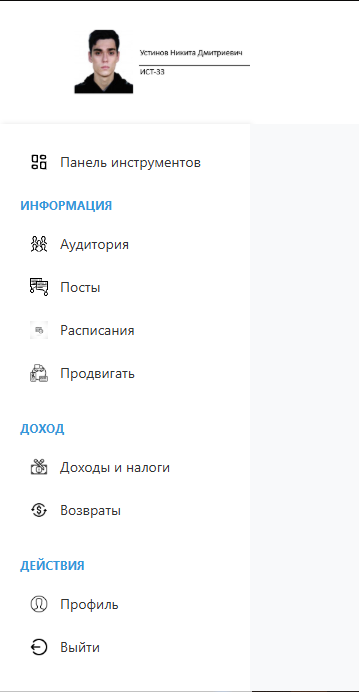 Устинов Никита Дмитриевич
ИСТ-33
Панель инструментов
ИНФОРМАЦИЯ
Аудитория
Посты
Расписания
Продвигать
ДОХОД
Доходы и налоги
Возвраты
ДЕЙСТВИЯ
Профиль
Выйти